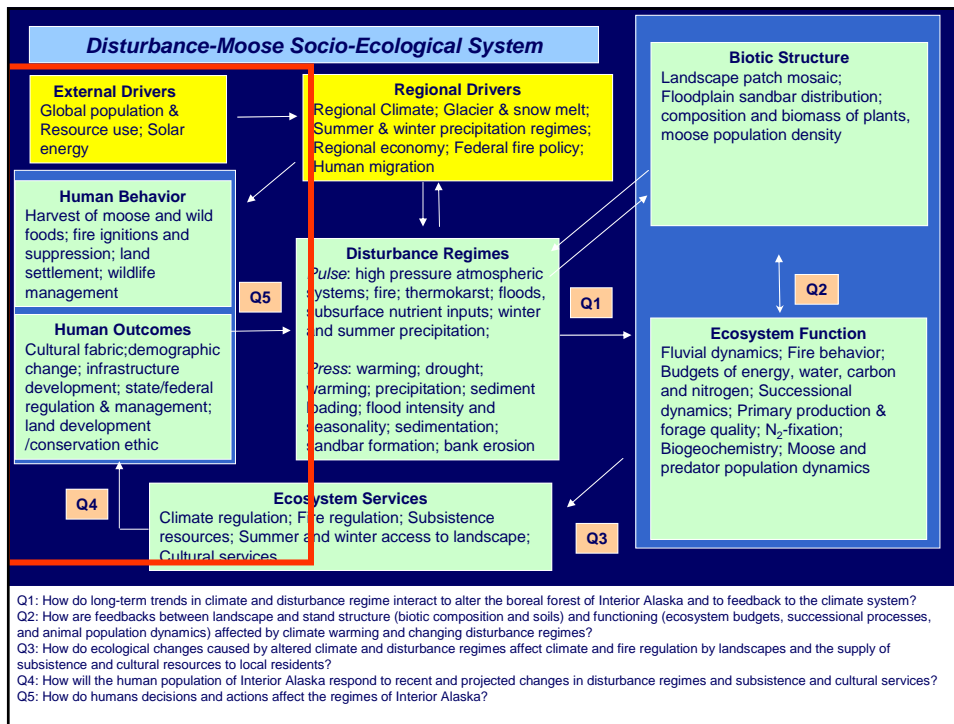 Disturbance-Moose Socio-Ecological System
External Drivers
Global population &
Resource use; Solar
energy
Regional Drivers
Regional Climate; Glacier & snow melt;
Summer & winter precipitation regimes;
Regional economy; Federal fire policy;
Human migration
Biotic Structure
Landscape patch mosaic;
Floodplain sandbar distribution;
composition and biomass of plants,
moose population density
Human Behavior
Harvest of moose and wild
foods; fire ignitions and
suppression; land
settlement; wildlife
management
Q5
Disturbance Regimes
Pulse: high pressure atmospheric
systems; fire; thermokarst; floods,
subsurface nutrient inputs; winter
and summer precipitation;
Press: warming; drought;
warming; precipitation; sediment
loading; flood intensity and
seasonality; sedimentation;
sandbar formation; bank erosion
Q1
Q2
Human Outcomes
Cultural fabric;demographic
change; infrastructure
development; state/federal
regulation & management;
land development
/conservation ethic
Ecosystem Function
Fluvial dynamics; Fire behavior;
Budgets of energy, water, carbon
and nitrogen; Successional
dynamics; Primary production &
forage quality; N2-fixation;
Biogeochemistry; Moose and
predator population dynamics
Q4
Ecosystem Services
Climate regulation; Fire regulation; Subsistence
resources; Summer and winter access to landscape;
Cultural services
Q3
Q1: How do long-term trends in climate and disturbance regime interact to alter the boreal forest of Interior Alaska and to feedback to the climate system?
Q2: How are feedbacks between landscape and stand structure (biotic composition and soils) and functioning (ecosystem budgets, successional processes,
and animal population dynamics) affected by climate warming and changing disturbance regimes?
Q3: How do ecological changes caused by altered climate and disturbance regimes affect climate and fire regulation by landscapes and the supply of
subsistence and cultural resources to local residents?
Q4: How will the human population of Interior Alaska respond to recent and projected changes in disturbance regimes and subsistence and cultural services?
Q5: How do humans decisions and actions affect the regimes of Interior Alaska?